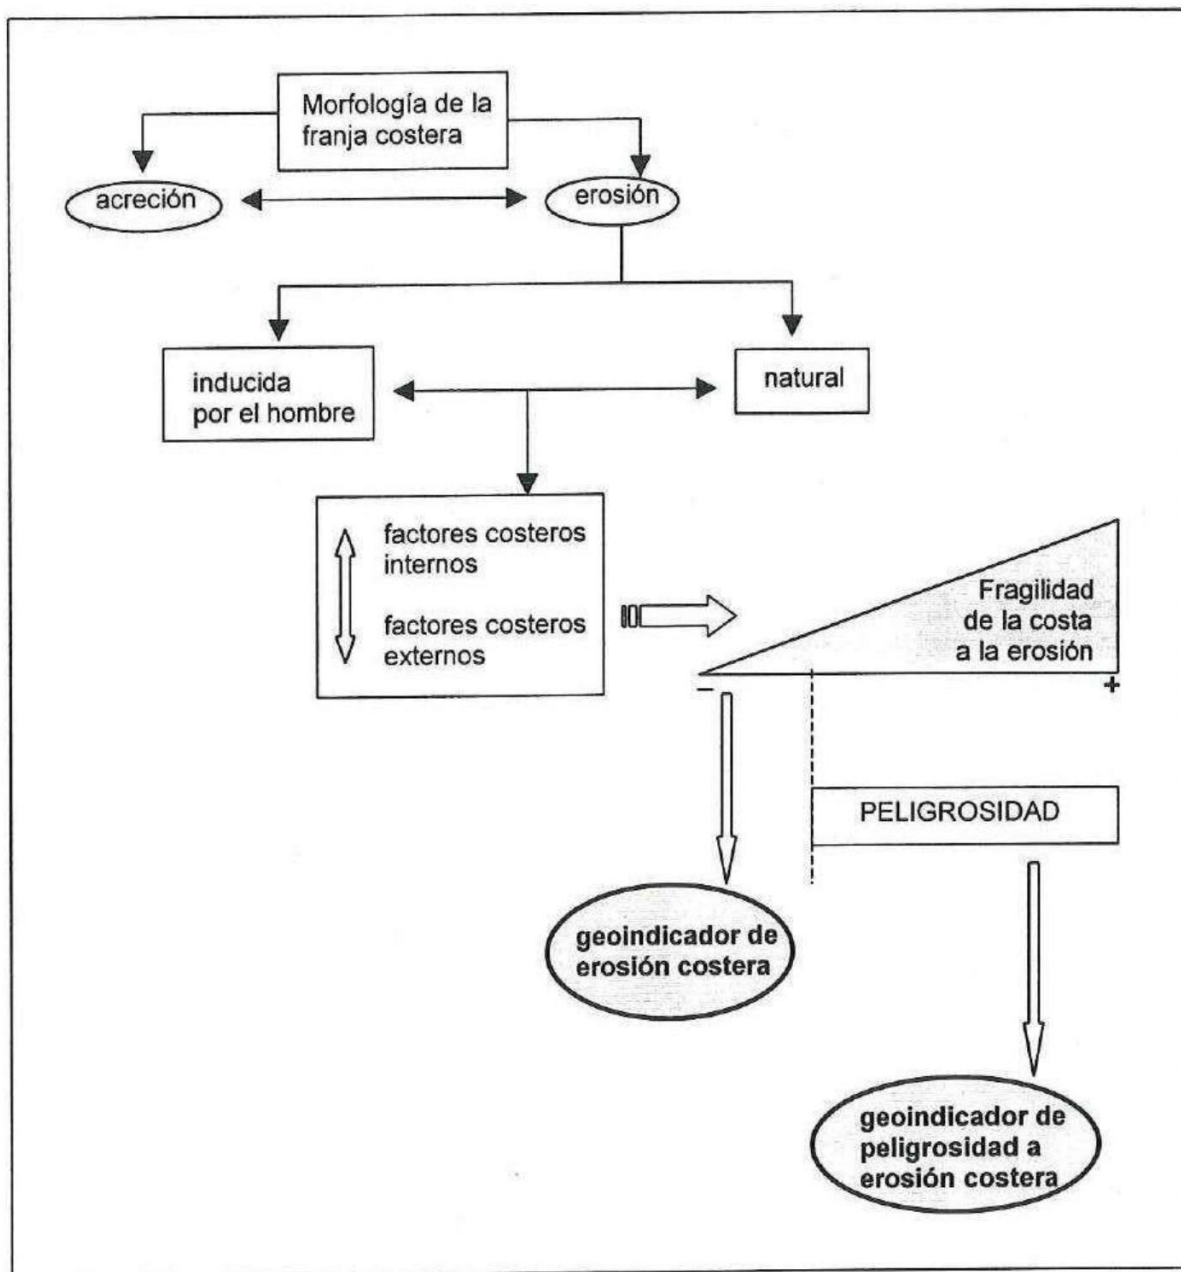 Morfología de la
franja costera
acreción
erosión
inducida
por el hombre
natural
factores costeros
internos
factores costeros
externos
Fragilidad
de la costa
a la erosión
–
+
PELIGROSIDAD
geoindicador de
erosión costera
geoindicador de
peligrosidad a
erosión costera